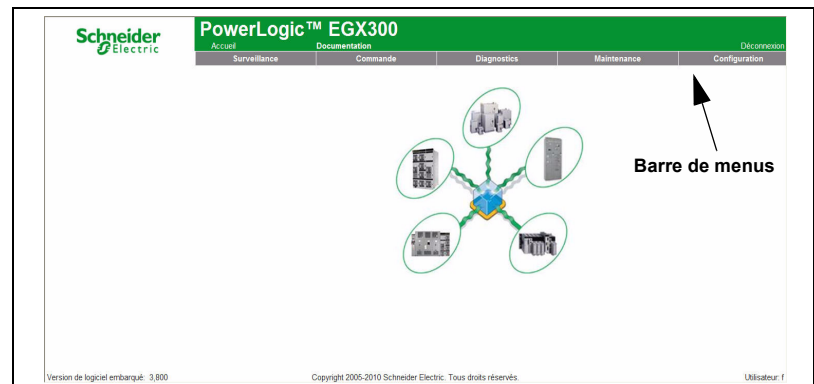 Schneider Electric
PowerLogic™ EGX300
Accueil Documentation Déconnexion
Surveillance Commande Diagnostics Maintenance Configuration
Barre de menus
Version de logiciel embarqué: 3,800 Copyright 2005-2010 Schneider Electric. Tous droits réservés. Utilisateur: f